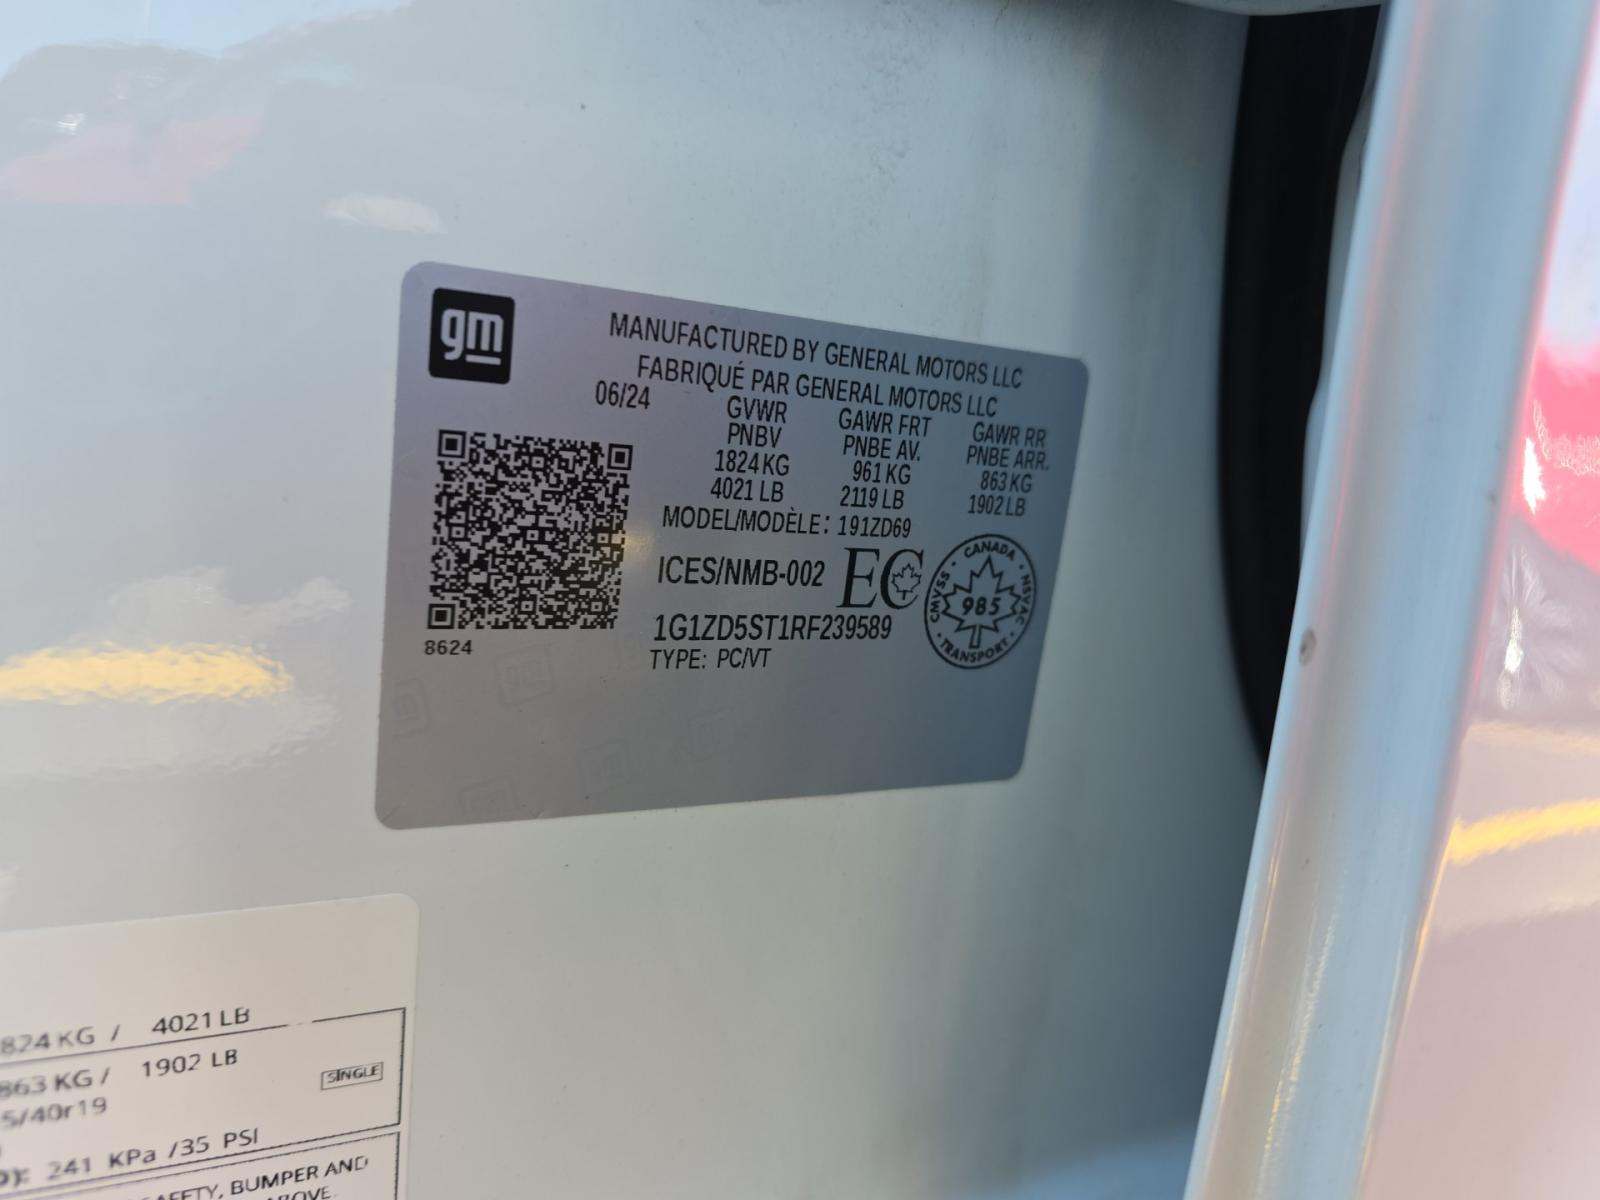 gm
MANUFACTURED BY GENERAL MOTORS LLC
FABRIQUÉ PAR GENERAL MOTORS LLC
06/24
GVWR GAWR FRT GAWR RR
PNBV PNBE AV. PNBE ARR.
1824 KG 961 KG 863 KG
4021 LB 2119 LB 1902 LB
MODEL/MODÈLE: 191ZD69
ICES/NMB-002 EC
CANADA
CMVSS 985 NSVAC
TRANSPORT
1G1ZD5ST1RF239589
TYPE: PC/VT
8624
824 KG / 4021 LB
863 KG / 1902 LB
SINGLE
5/40r19
241 KPa / 35 PSI
AFETY, BUMPER AND
ABOVE.